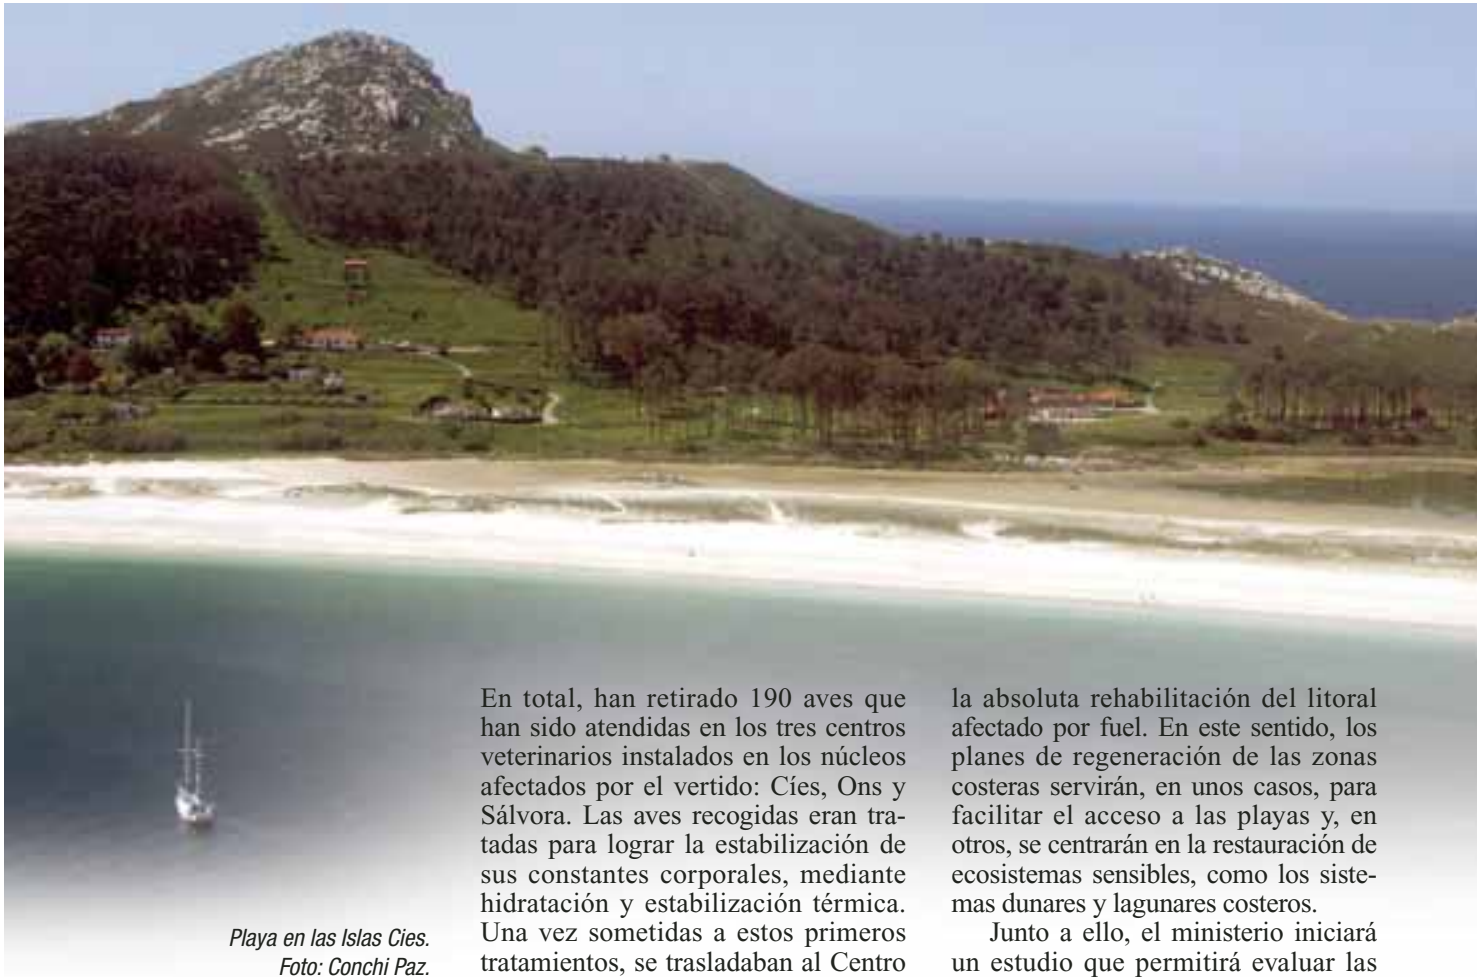 En total, han retirado 190 aves que
han sido atendidas en los tres centros
veterinarios instalados en los núcleos
afectados por el vertido: Cíes, Ons y
Sálvora. Las aves recogidas eran tra-
tadas para lograr la estabilización de
sus constantes corporales, mediante
hidratación y estabilización térmica.
Una vez sometidas a estos primeros
tratamientos, se trasladaban al Centro
la absoluta rehabilitación del litoral
afectado por fuel. En este sentido, los
planes de regeneración de las zonas
costeras servirán, en unos casos, para
facilitar el acceso a las playas y, en
otros, se centrarán en la restauración de
ecosistemas sensibles, como los siste-
mas dunares y lagunares costeros.
Junto a ello, el ministerio iniciará
un estudio que permitirá evaluar las
Playa en las Islas Cies.
Foto: Conchi Paz.